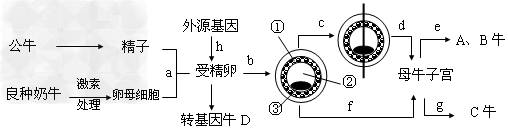 外源基因
公牛 精子
h
a
受精卵
b
良种奶牛
激素
处理
卵母细胞
转基因牛 D
①
②
③
c
d
e
A、B 牛
母牛子宫
f
g
C 牛